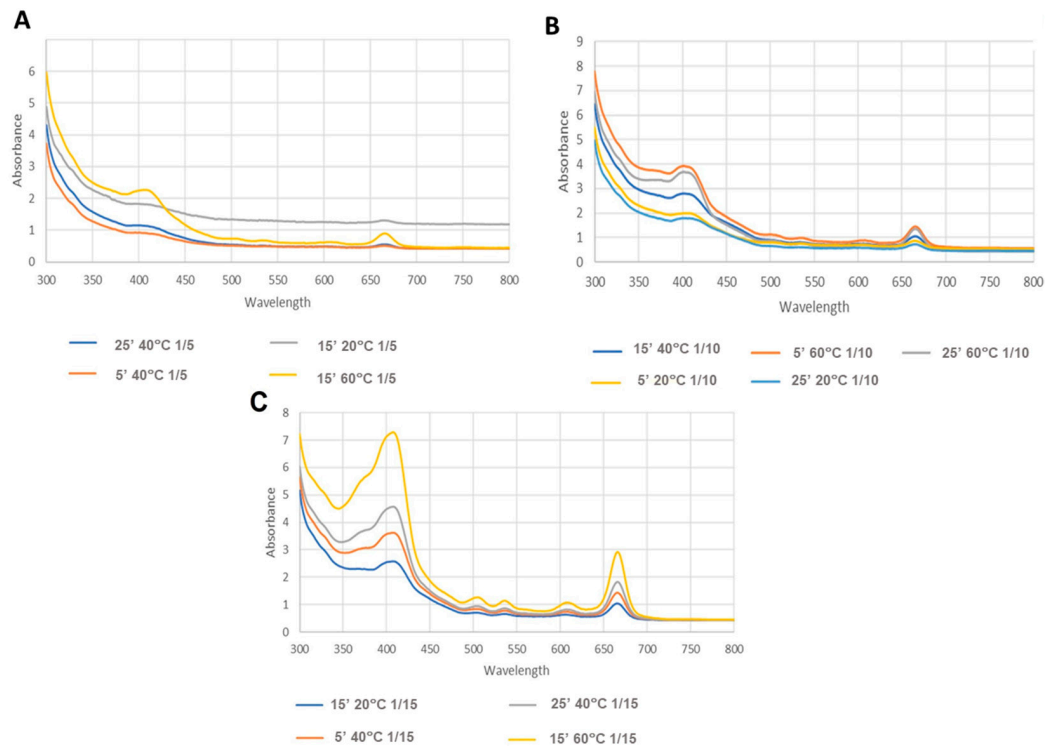 A
6
5
4
3
2
1
0
Absorbance
300 350 400 450 500 550 600 650 700 750 800
Wavelength
25' 40ºC 1/5
15' 20ºC 1/5
5' 40ºC 1/5
15' 60ºC 1/5
B
9
8
7
6
5
4
3
2
1
0
Absorbance
300 350 400 450 500 550 600 650 700 750 800
Wavelength
15' 40ºC 1/10
5' 60ºC 1/10
25' 60ºC 1/10
5' 20ºC 1/10
25' 20ºC 1/10
C
8
7
6
5
4
3
2
1
0
Absorbance
300 350 400 450 500 550 600 650 700 750 800
Wavelength
15' 20ºC 1/15
25' 40ºC 1/15
5' 40ºC 1/15
15' 60ºC 1/15